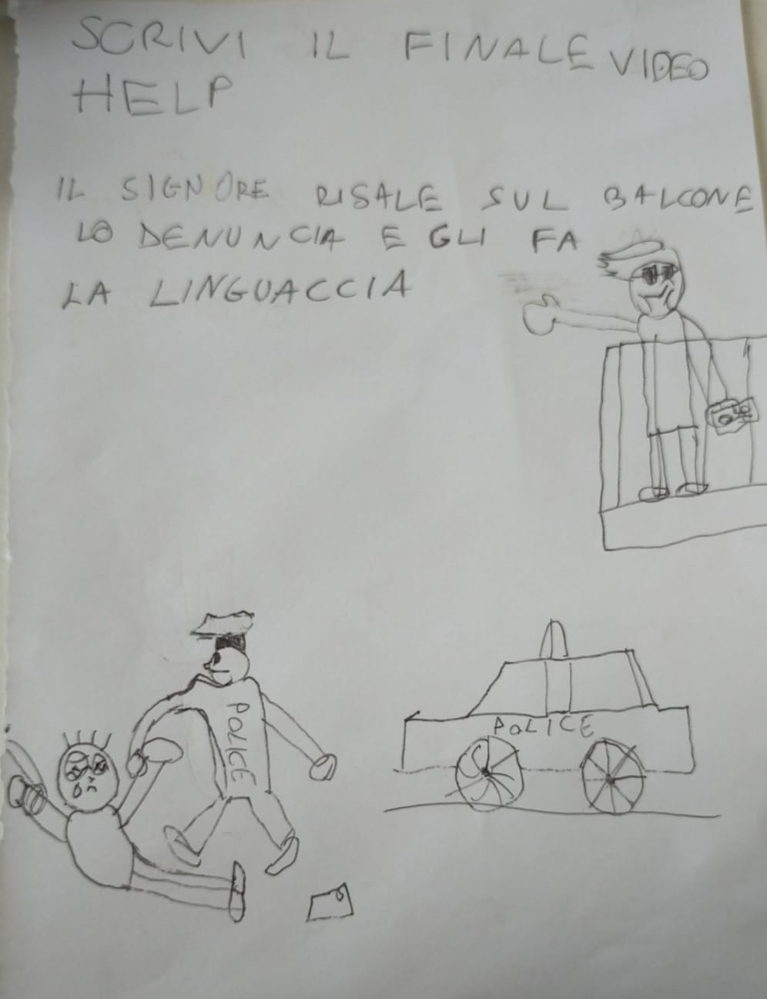 SCRIVI IL FINALE VIDEO
HELP
IL SIGNORE RISALE SUL BALCONE
LO DENUNCIA E GLI FA
LA LINGUACCIA
POLICE
POLICE